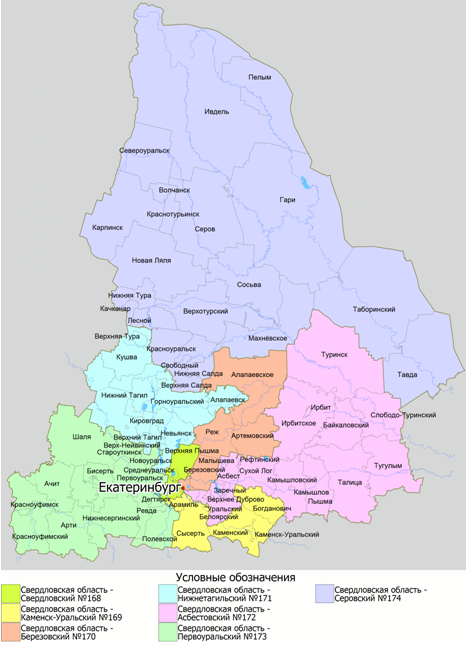 Пелым
Ивдель
Североуральск
Волчанск
Гари
Краснотурьинск
Карпинск
Серов
Новая Ляля
Сосьва
Нижняя Тура
Качканар
Верхотурский
Таборинский
Лесной
Верхняя Тура
Махнёвское
Кушва
Красноуральск
Туринск
Свободный
Нижняя Салда
Алапаевское
Тавда
Верхняя Салда
Нижний Тагил
Горноуральский
Алапаевск
Ирбит
Слободо-Туринский
Кировград
Ирбитское
Байкаловский
Невьянск
Реж
Артемовский
Шаля
Верхний Тагил
Верх-Нейвинский
Староуткинск
Верхняя Пышма
Новоуральск
Малышева
Рефтинский
Тугулым
Бисерть
Среднеуральск
Березовский
Сухой Лог
Первоуральск
Асбест
Камышловский
Талица
Ачит
Екатеринбург
Заречный
Камышлов
Дегтярск
Верхнее Дуброво
Пышма
Красноуфимск
Ревда
Арамиль
Уральский
Богданович
Нижнесергинский
Белоярский
Арти
Красноуфимский
Полевской
Сысерть
Каменский
Каменск-Уральский
Условные обозначения
Свердловская область -
Свердловский №168
Свердловская область -
Нижнетагильский №171
Свердловская область -
Серовский №174
Свердловская область -
Каменск-Уральский №169
Свердловская область -
Асбестовский №172
Свердловская область -
Березовский №170
Свердловская область -
Первоуральский №173